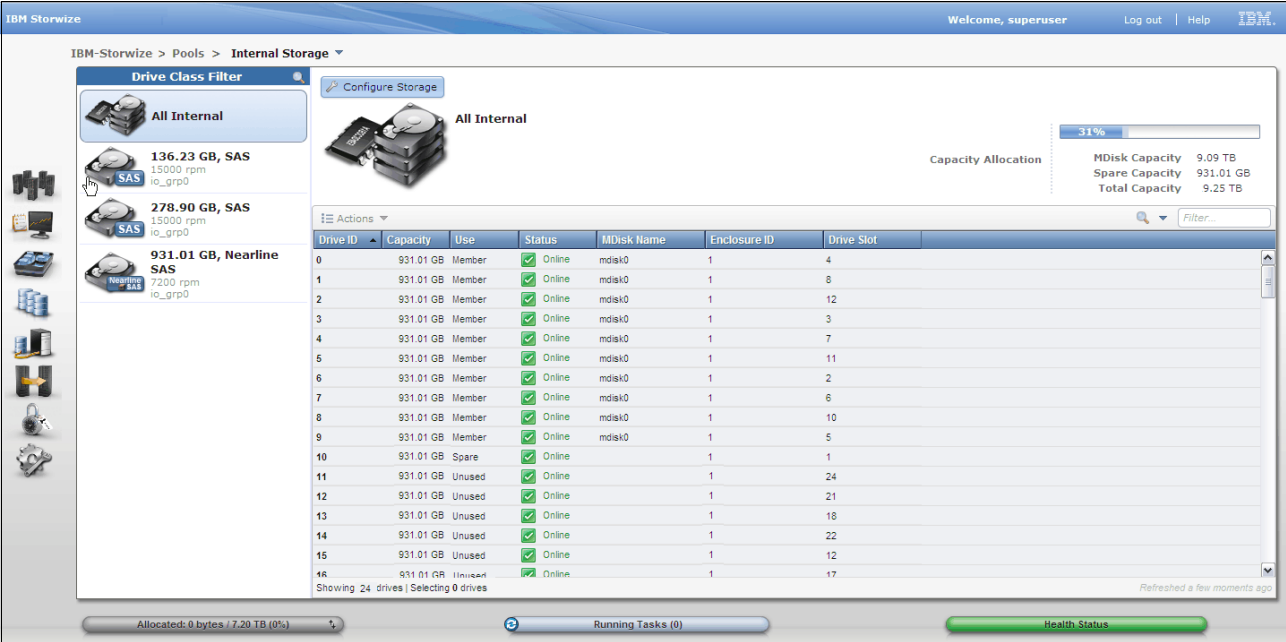 IBM Storwize
Welcome, superuser
Log out | Help
IBM.
IBM-Storwize > Pools > Internal Storage
Drive Class Filter
All Internal
136.23 GB, SAS
15000 rpm
io_grp0
SAS
278.90 GB, SAS
15000 rpm
io_grp0
SAS
931.01 GB, Nearline
SAS
7200 rpm
io_grp0
Nearline
SAS
Configure Storage
All Internal
31%
Capacity Allocation
MDisk Capacity 9.09 TB
Spare Capacity 931.01 GB
Total Capacity 9.25 TB
Actions
Filter...
Drive ID Capacity Use Status MDisk Name Enclosure ID Drive Slot
0 931.01 GB Member Online mdisk0 1 4
1 931.01 GB Member Online mdisk0 1 8
2 931.01 GB Member Online mdisk0 1 12
3 931.01 GB Member Online mdisk0 1 3
4 931.01 GB Member Online mdisk0 1 7
5 931.01 GB Member Online mdisk0 1 11
6 931.01 GB Member Online mdisk0 1 2
7 931.01 GB Member Online mdisk0 1 6
8 931.01 GB Member Online mdisk0 1 10
9 931.01 GB Member Online mdisk0 1 5
10 931.01 GB Spare Online 1 1
11 931.01 GB Unused Online 1 24
12 931.01 GB Unused Online 1 21
13 931.01 GB Unused Online 1 18
14 931.01 GB Unused Online 1 22
15 931.01 GB Unused Online 1 12
16 931.01 GB Unused Online 1 17
Showing 24 drives | Selecting 0 drives
Refreshed a few moments ago
Allocated: 0 bytes / 7.20 TB (0%)
Running Tasks (0)
Health Status